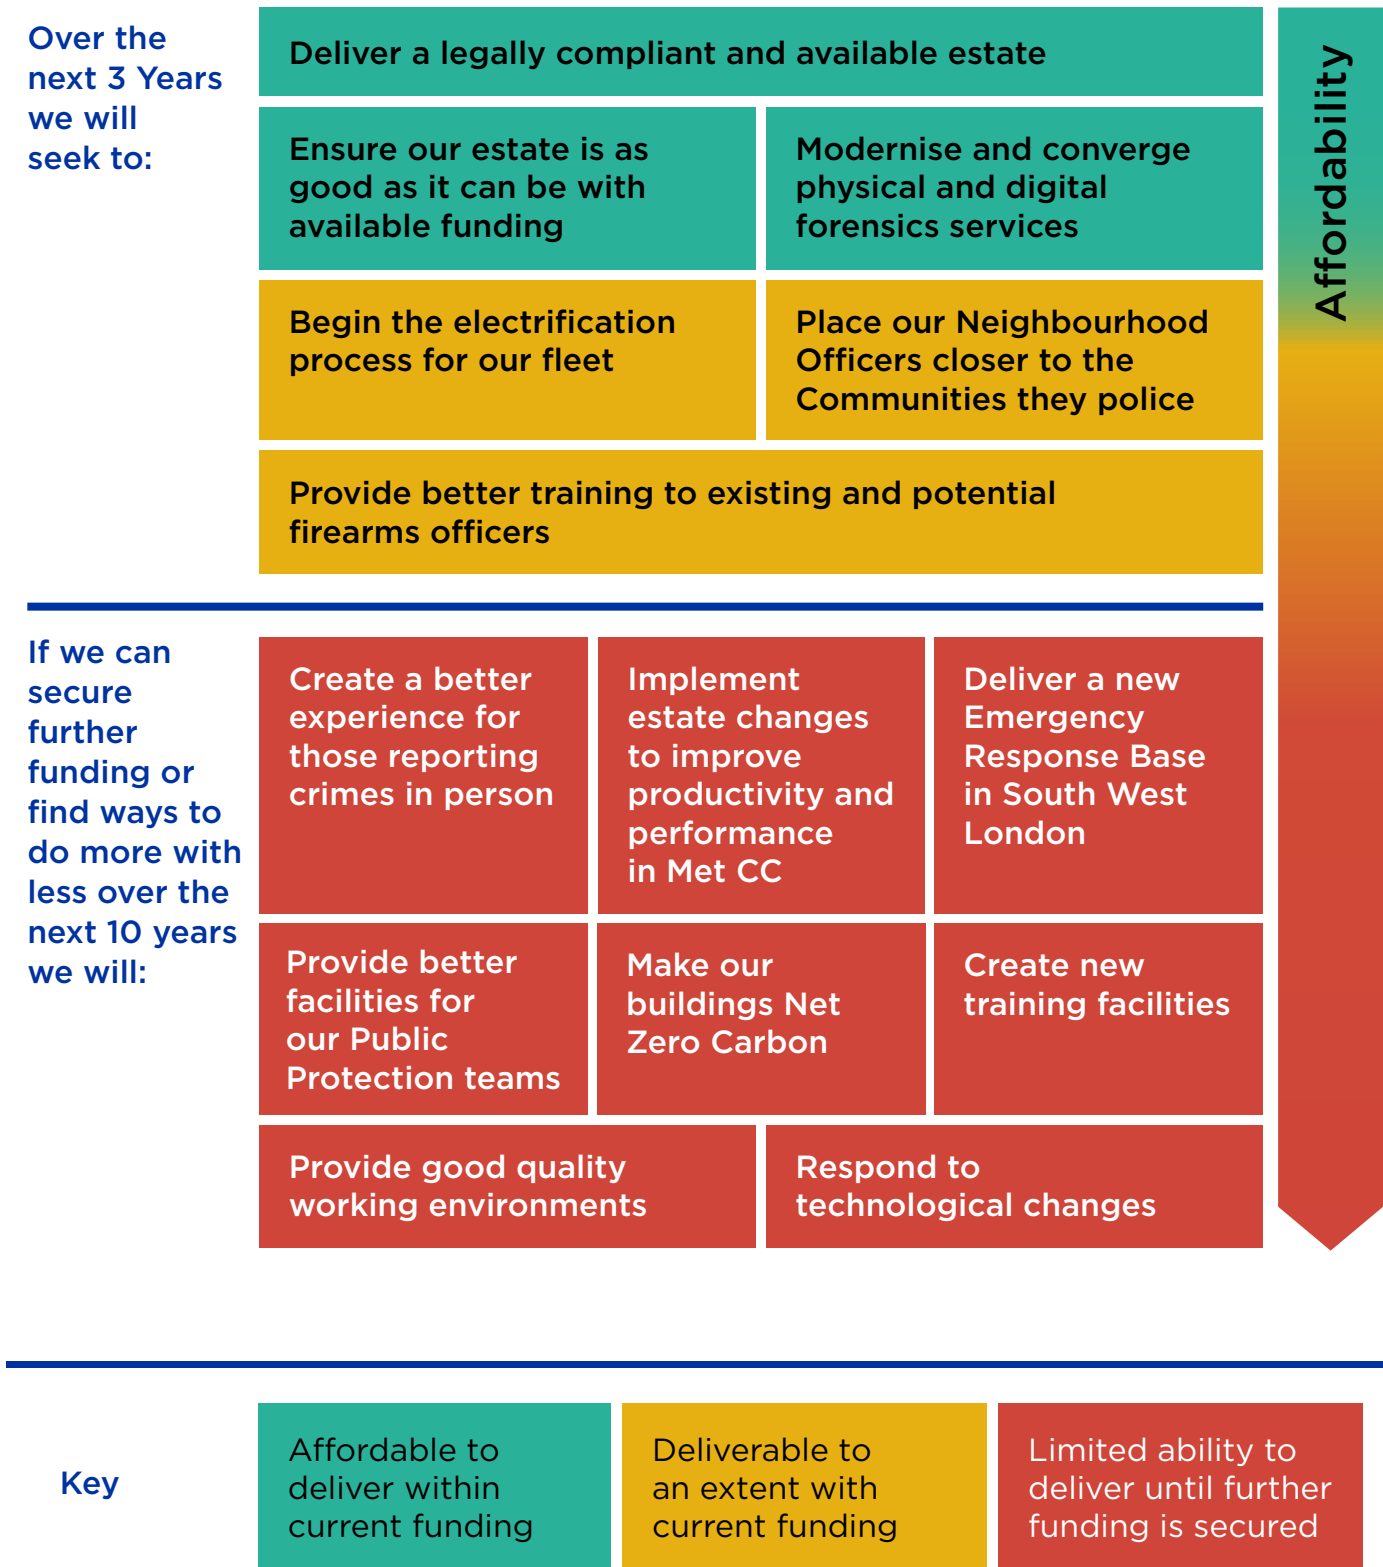 Over the
next 3 Years
we will
seek to:
Deliver a legally compliant and available estate
Ensure our estate is as
good as it can be with
available funding
Modernise and converge
physical and digital
forensics services
Begin the electrification
process for our fleet
Place our Neighbourhood
Officers closer to the
Communities they police
Provide better training to existing and potential
firearms officers
Affordability
If we can
secure
further
funding or
find ways to
do more with
less over the
next 10 years
we will:
Create a better
experience for
those reporting
crimes in person
Implement
estate changes
to improve
productivity and
performance
in Met CC
Deliver a new
Emergency
Response Base
in South West
London
Provide better
facilities for
our Public
Protection teams
Make our
buildings Net
Zero Carbon
Create new
training facilities
Provide good quality
working environments
Respond to
technological changes
Key
Affordable to
deliver within
current funding
Deliverable to
an extent with
current funding
Limited ability to
deliver until further
funding is secured